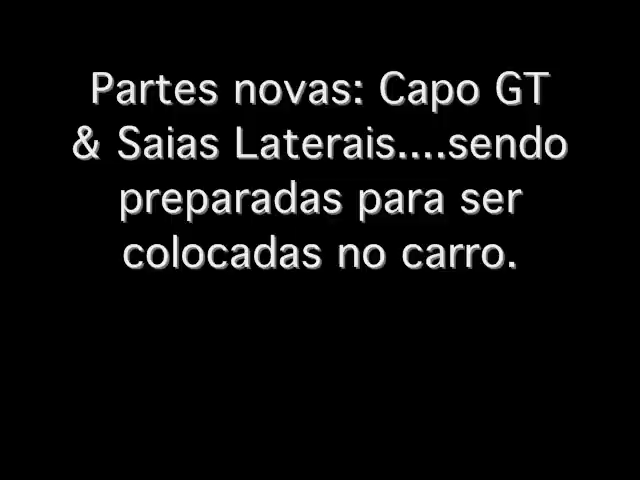 Partes novas: Capo GT
& Saias Laterais....sendo
preparadas para ser
colocadas no carro.